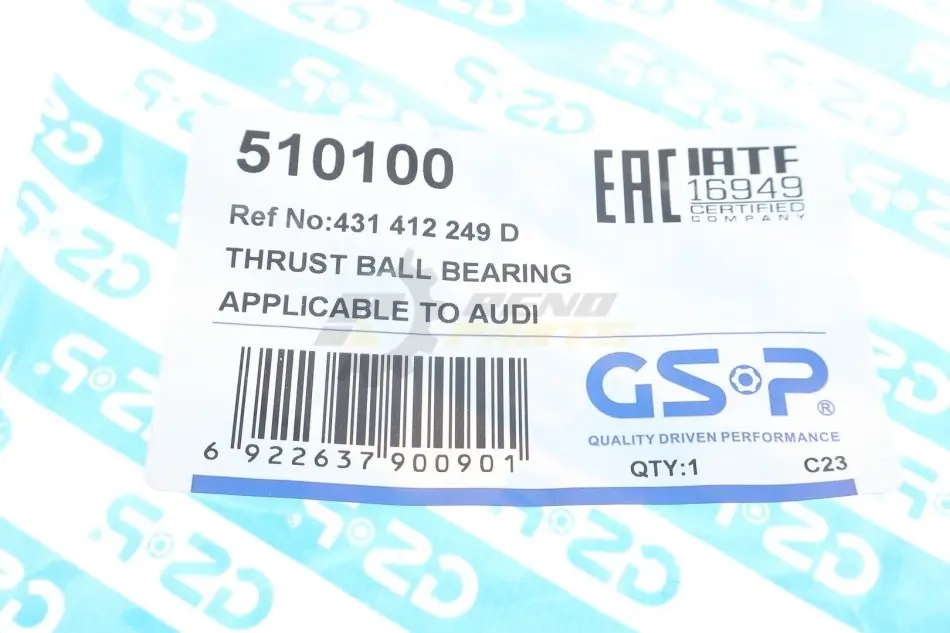 510100
EAC
IATF
16949
CERTIFIED
COMPANY
Ref No:431 412 249 D
THRUST BALL BEARING
APPLICABLE TO AUDI
GSP®
QUALITY DRIVEN PERFORMANCE
6 922637 900901
QTY:1
C23